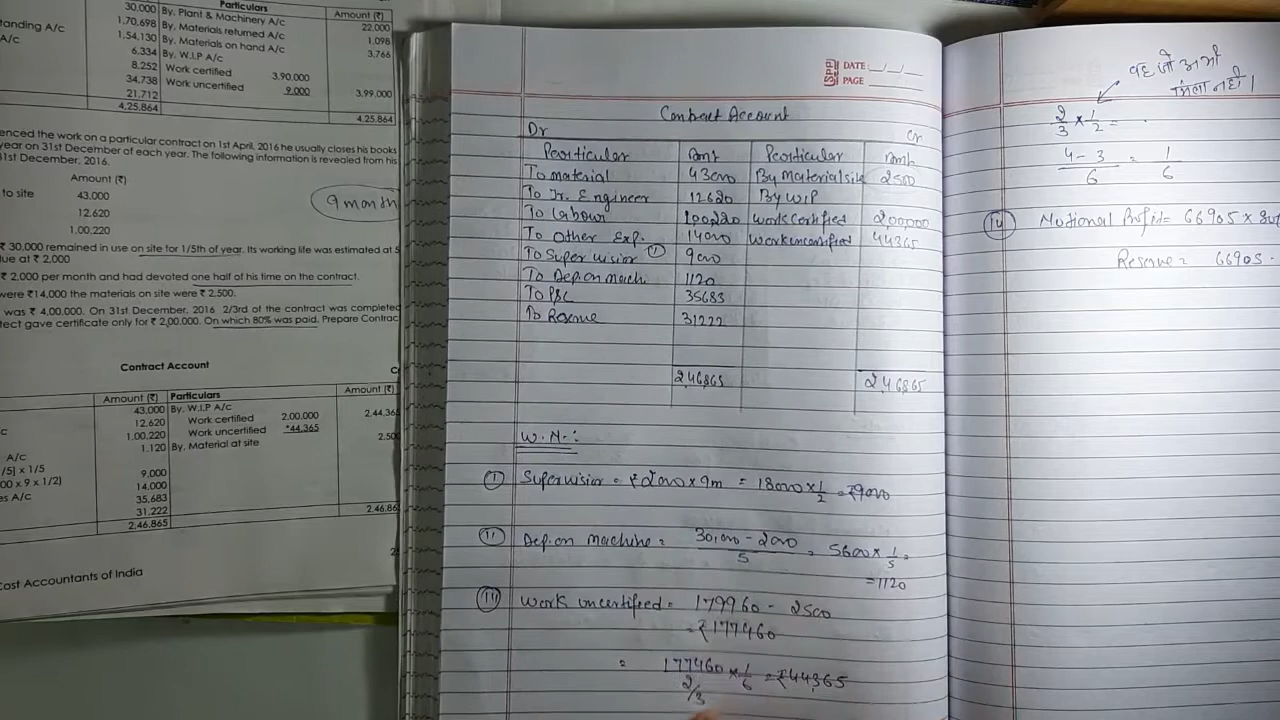 Particulars Amount (₹)
30,000 By, Plant & Machinery A/c 22,000
tanding A/c 1,70,698 By, Materials returned A/c 1,098
A/c 1,54,130 By, Materials on hand A/c 3,766
6,334 By, W.I.P A/c
8,252 Work certified 3,90,000
34,738 Work uncertified 9,000 3,99,000
21,712
4,25,864 4,25,864
enced the work on a particular contract on 1st April, 2016 he usually closes his books
year on 31st December of each year. The following information is revealed from his
31st December, 2016.
Amount (₹)
to site 43,000
12,620
1,00,220
9 month
₹ 30,000 remained in use on site for 1/5th of year. Its working life was estimated at 5
lue at ₹ 2,000
₹ 2,000 per month and had devoted one half of his time on the contract.
were ₹14,000 the materials on site were ₹ 2,500.
was ₹ 4,00,000. On 31st December, 2016 2/3rd of the contract was completed
tect gave certificate only for ₹ 2,00,000. On which 80% was paid. Prepare Contrac
Contract Account
C
Amount (₹) Particulars Amount (₹)
43,000 By, W.I.P A/c
12,620 Work certified 2,00,000 2,44,36
1,00,220 Work uncertified *44,365
A/c 1,120 By, Material at site 2,50
/5] x 1/5
00 x 9 x 1/2] 9,000
14,000
es A/c 35,683
31,222
2,46,865 2,46,86
Cost Accountants of India
SPP DATE: __/__/__
PAGE
Contract Account
Dr Cr
Particular Amt Particular Amt
To material 43000 By Material site 2500
To Jr. Engineer 12620 By WIP
To Labour 100220 work certified 200,000
To Other Exp. 14000 work uncertified 44365
To Super visior ① 9000
To Dep. on mach. 1120
To P&L 35683
To Reserve 31222
246865 246865
W.N.:
(I) Supervisior = ₹2000 x 9m = 18000 x 1/2 = ₹9000
(II) Dep. on machine = 30,000 - 2000 / 5 = 5600 x 1/5 =
= 1120
(III) Work uncertified = 179960 - 2500
= ₹177460
= 177460 / 2/3 x 1/6 = ₹44365
वह जो अभी
मिला नहीं।
2/3 x 1/2 =
4 - 3 / 6 = 1/6
(IV) Notional Profit = 66905 x
Reserve = 66905 -